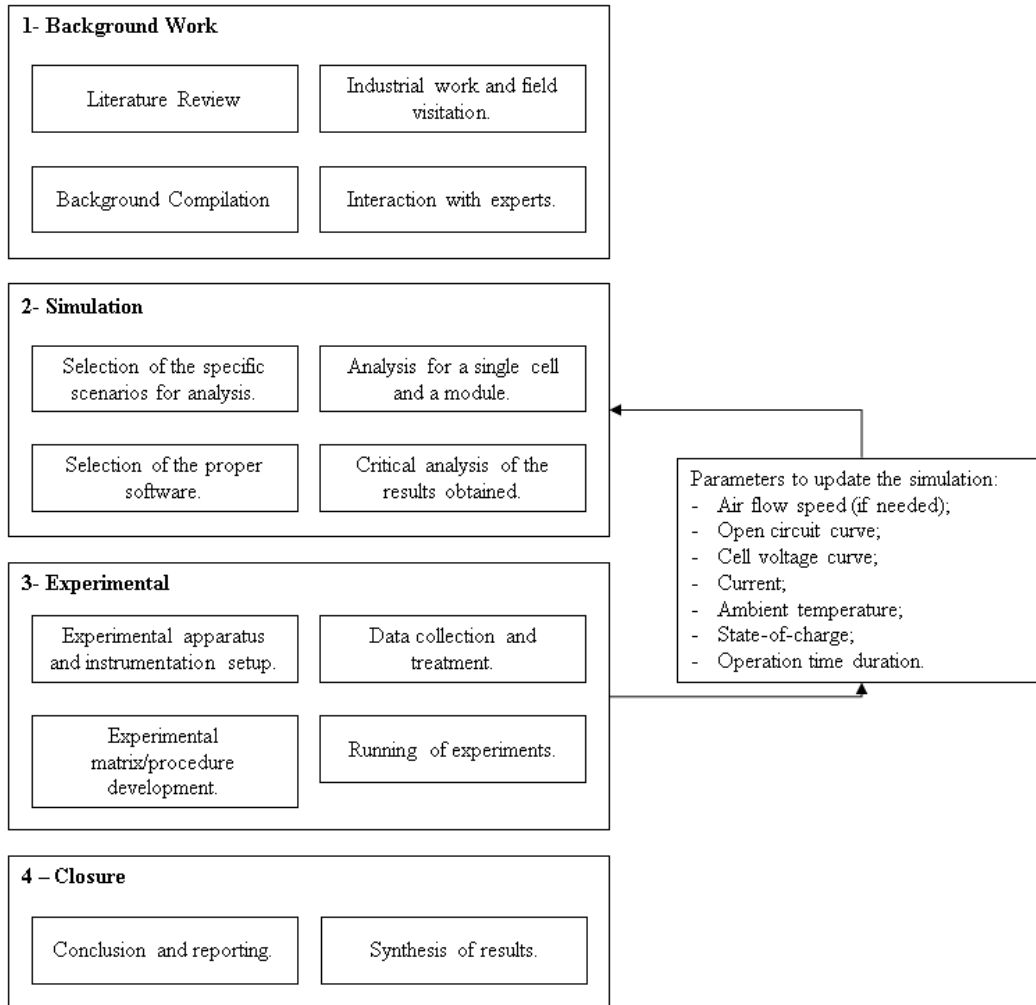 1- Background Work
Literature Review
Industrial work and field
visitation.
Background Compilation
Interaction with experts.
2- Simulation
Selection of the specific
scenarios for analysis.
Analysis for a single cell
and a module.
Selection of the proper
software.
Critical analysis of the
results obtained.
Parameters to update the simulation:
- Air flow speed (if needed);
- Open circuit curve;
- Cell voltage curve;
- Current;
- Ambient temperature;
- State-of-charge;
- Operation time duration.
3- Experimental
Experimental apparatus
and instrumentation setup.
Data collection and
treatment.
Experimental
matrix/procedure
development.
Running of experiments.
4 – Closure
Conclusion and reporting.
Synthesis of results.